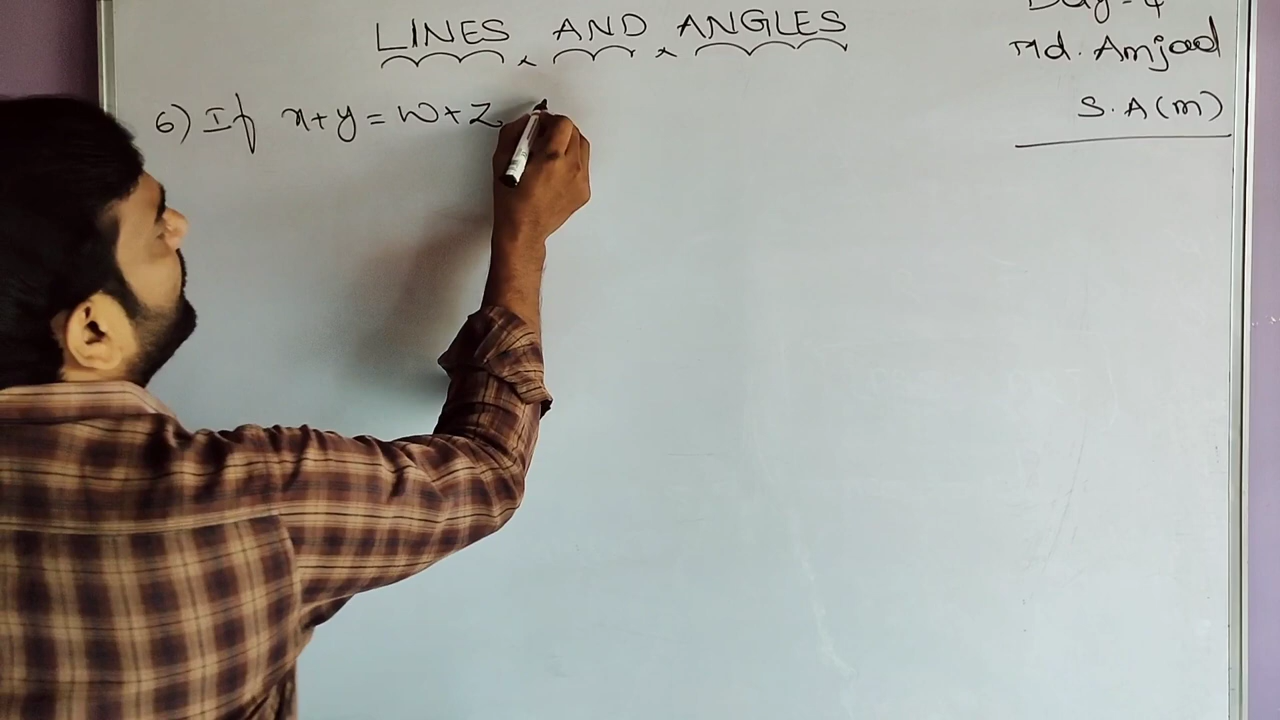 LINES AND ANGLES
Day-4
Md. Amjad
S.A(m)
6) If x+y = w+z